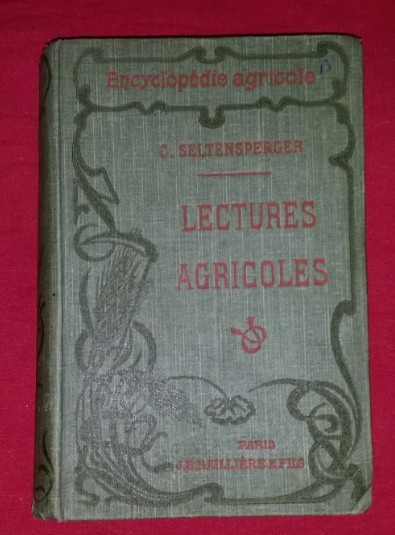 Encyclopédie agricole
C. SELTENSPERGER
LECTURES
AGRICOLES
PARIS
J.B. BAILLIÈRE & FILS